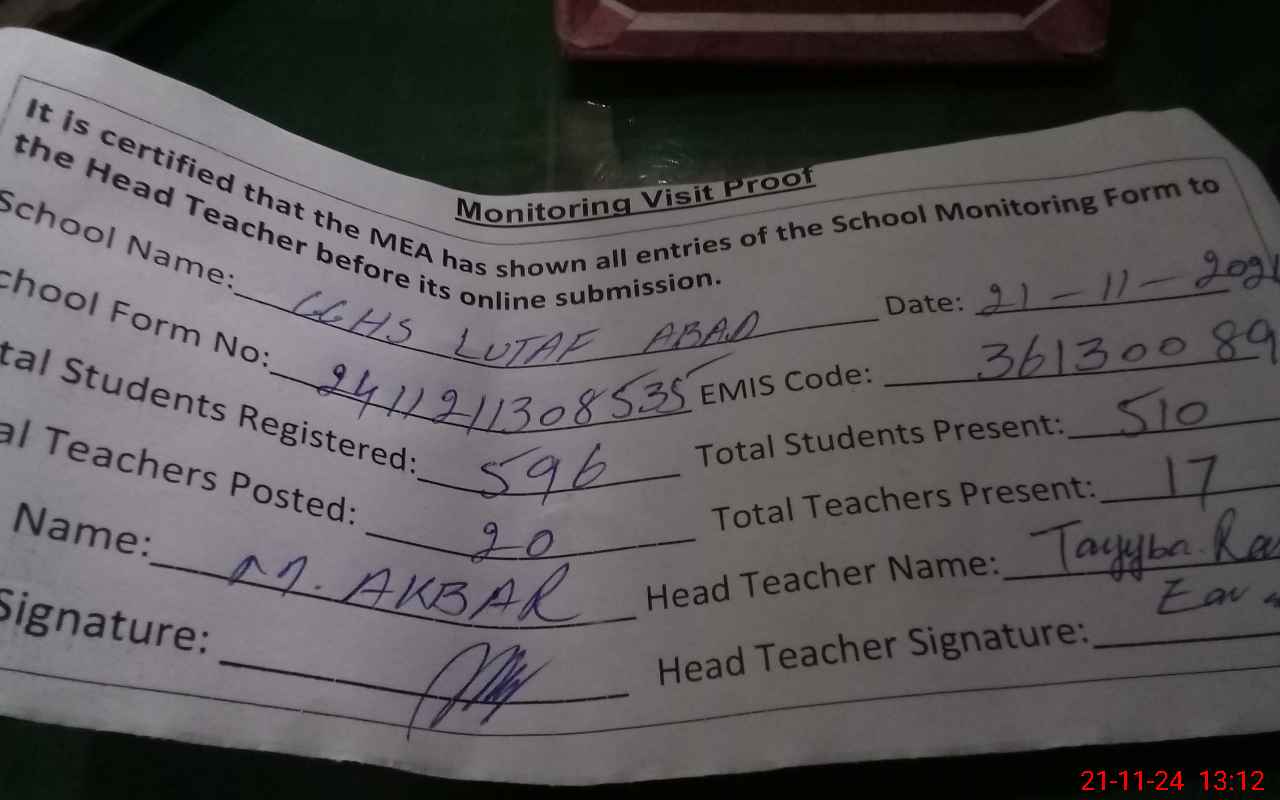 Monitoring Visit Proof
It is certified that the MEA has shown all entries of the School Monitoring Form to
the Head Teacher before its online submission.
School Name: GGHS LUTAF ABAD Date: 21-11-202
chool Form No: 2411211308535 EMIS Code: 36130089
tal Students Registered: 596 Total Students Present: 510
al Teachers Posted: 20 Total Teachers Present: 17
Name: M. AKBAR Head Teacher Name: Tayyba
Signature: Head Teacher Signature:
21-11-24 13:12